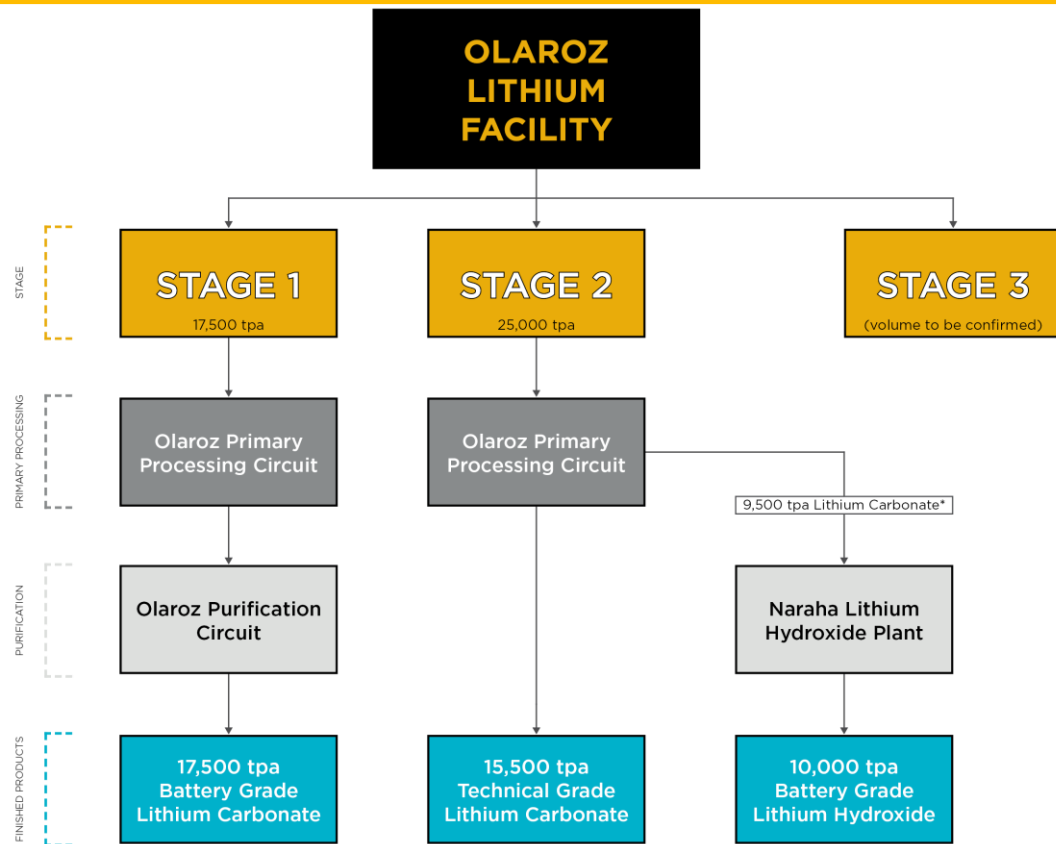 OLAROZ
LITHIUM
FACILITY
STAGE
STAGE 1
17,500 tpa
STAGE 2
25,000 tpa
STAGE 3
(volume to be confirmed)
PRIMARY PROCESSING
Olaroz Primary
Processing Circuit
Olaroz Primary
Processing Circuit
9,500 tpa Lithium Carbonate*
PURIFICATION
Olaroz Purification
Circuit
Naraha Lithium
Hydroxide Plant
FINISHED PRODUCTS
17,500 tpa
Battery Grade
Lithium Carbonate
15,500 tpa
Technical Grade
Lithium Carbonate
10,000 tpa
Battery Grade
Lithium Hydroxide